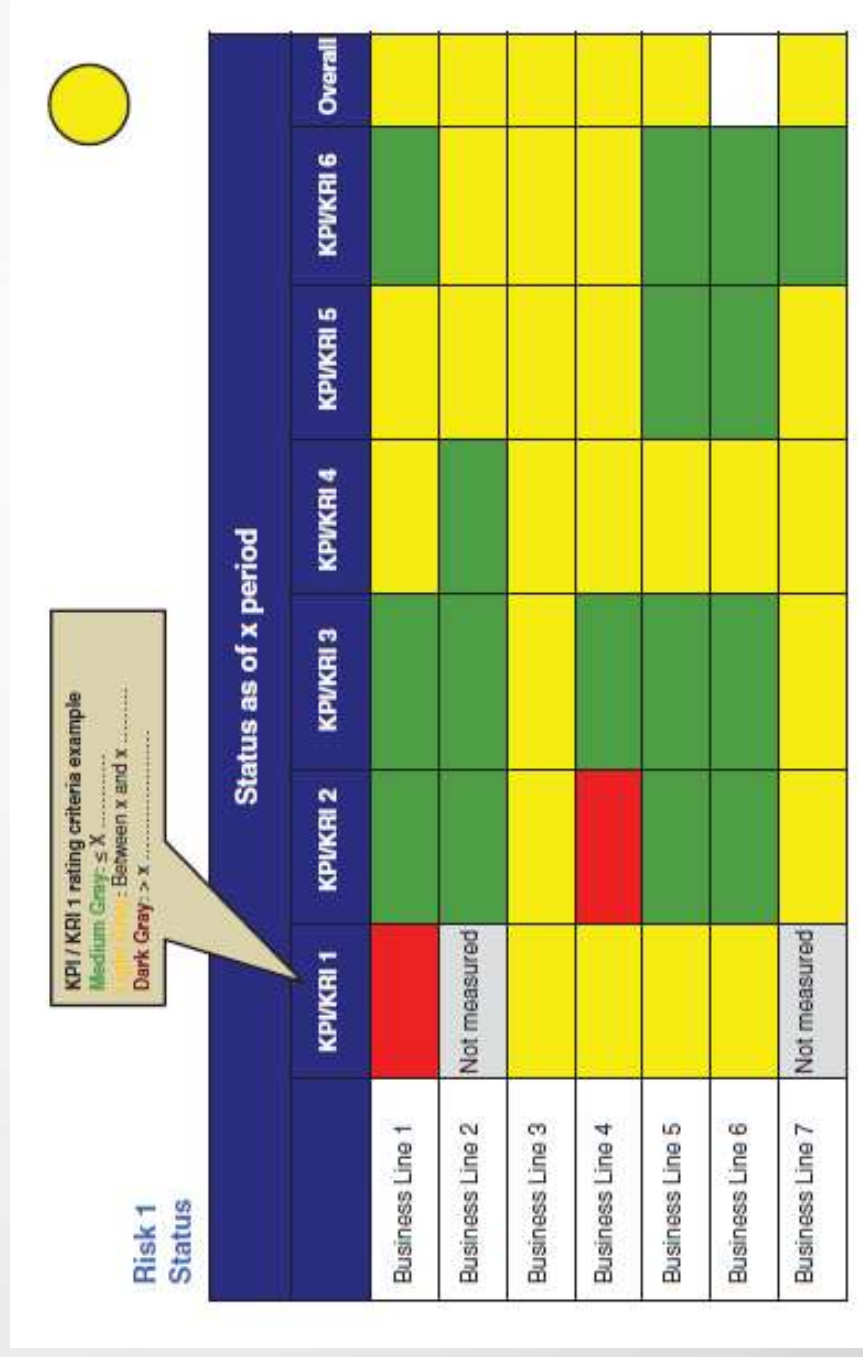 Risk 1
Status
KPI / KRI 1 rating criteria example
Medium Gray: ≤ X ............
: Between x and x ..........
Dark Gray: > x ........................
Status as of x period
KPI/KRI 1 KPI/KRI 2 KPI/KRI 3 KPI/KRI 4 KPI/KRI 5 KPI/KRI 6 Overall
Business Line 1
Business Line 2 Not measured
Business Line 3
Business Line 4
Business Line 5
Business Line 6
Business Line 7 Not measured